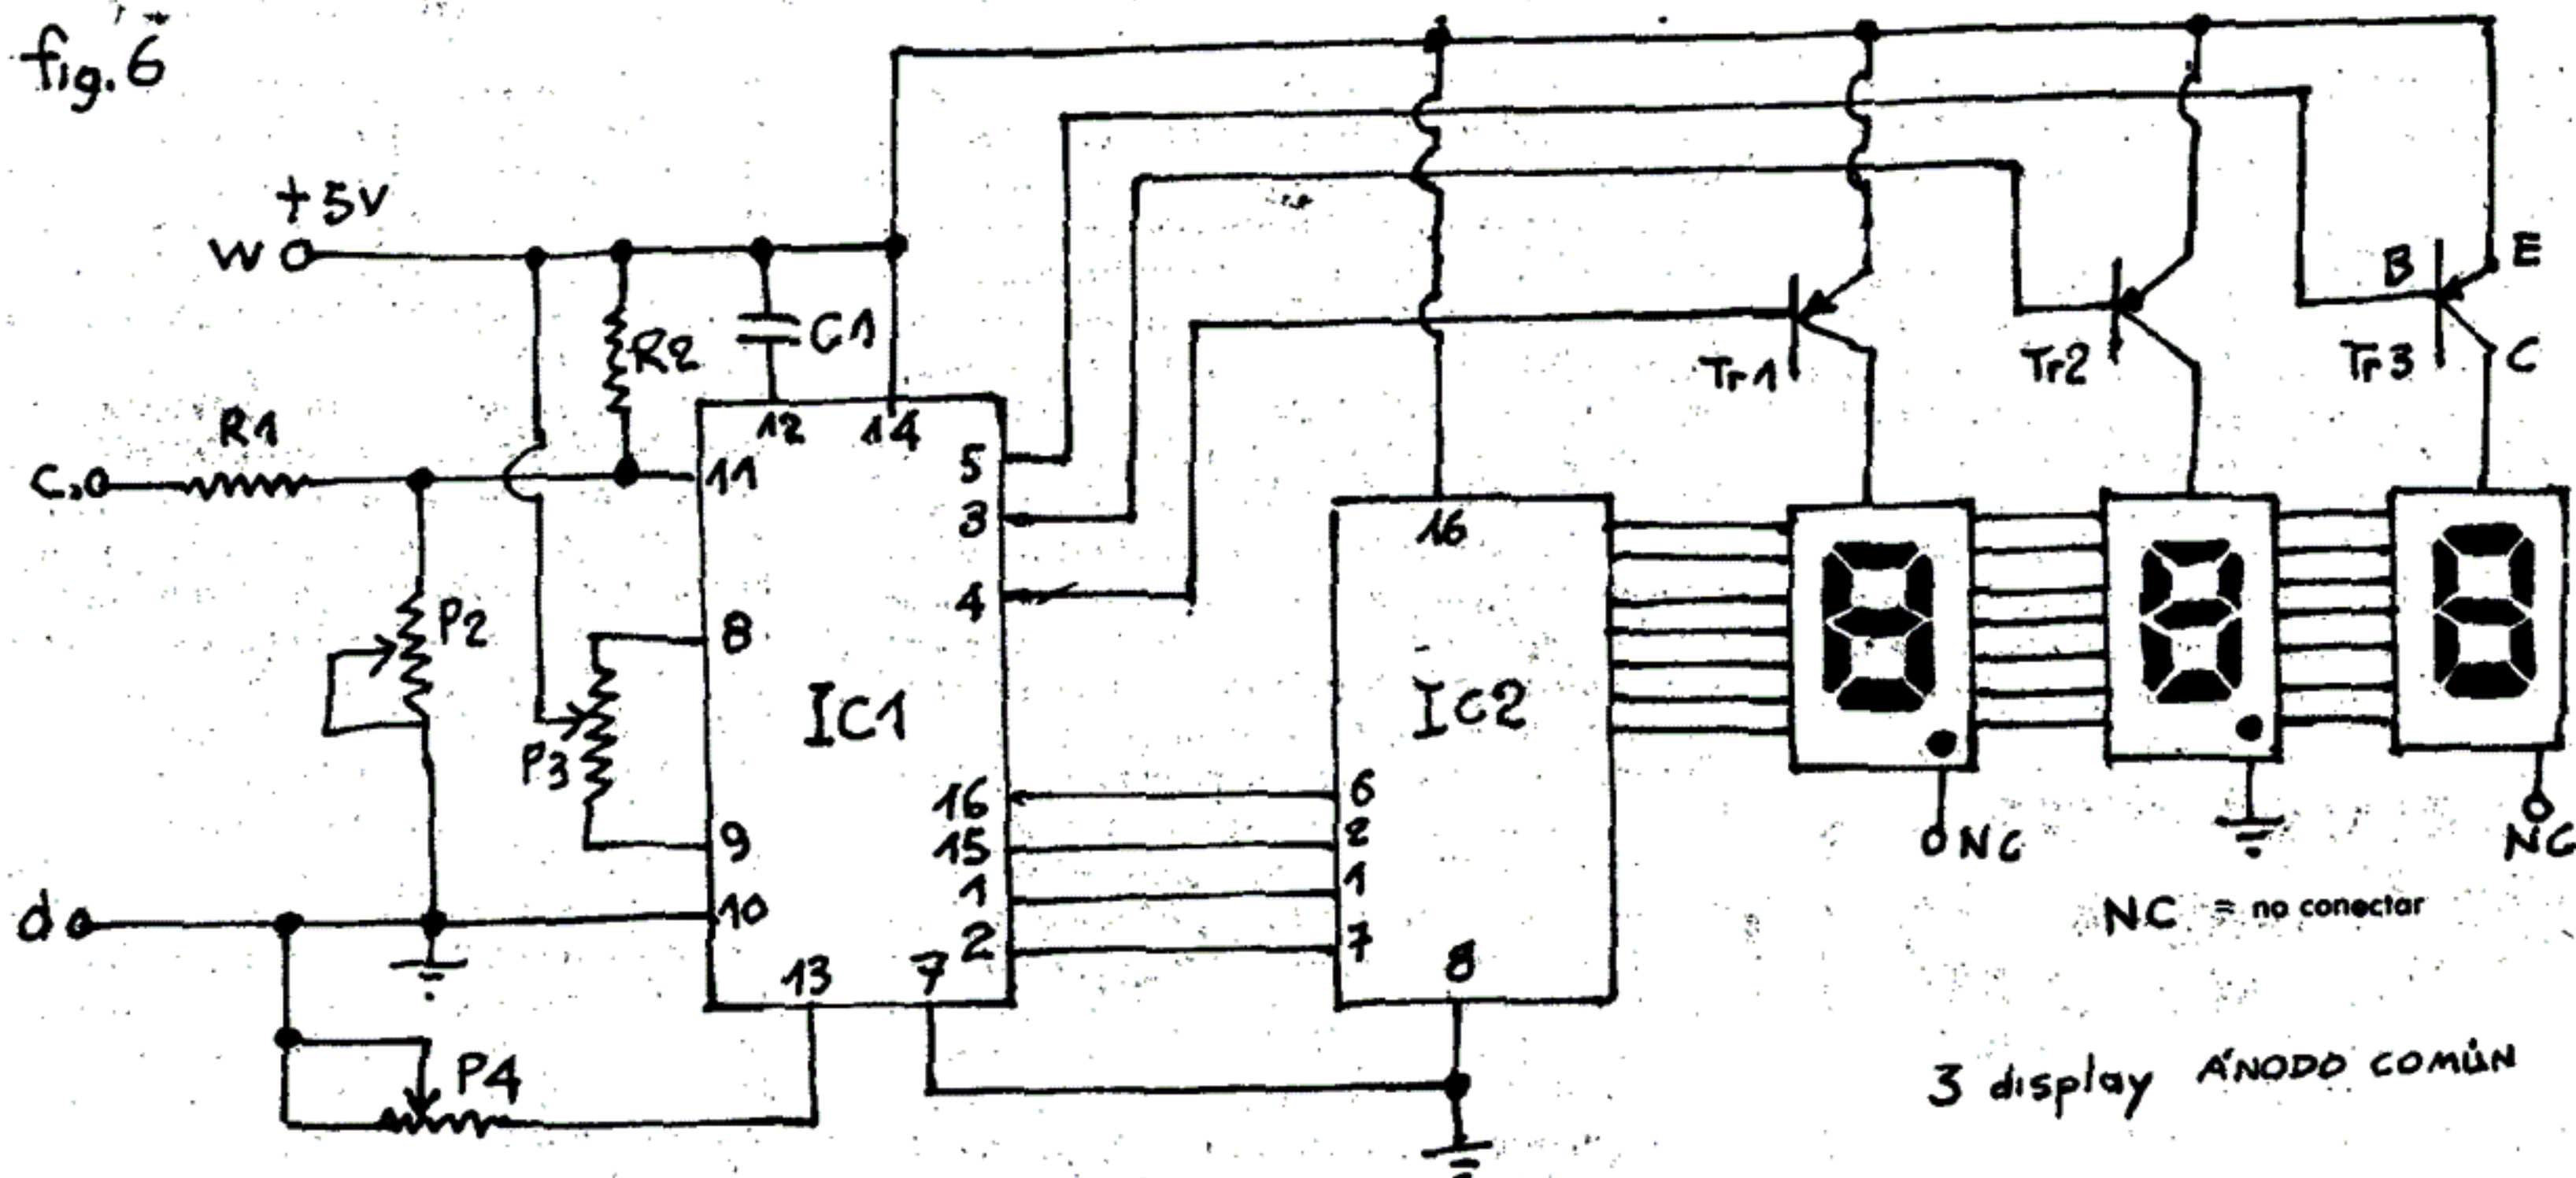 fig. 6
+5V
W
B
E
R2
C1
Tr1
Tr2
Tr3
C
R1
12
14
C.
11
5
3
16
4
P2
8
IC1
IC2
P3
16
6
15
2
9
1
1
d
10
2
7
NC
NC
13
7
8
NC = no conectar
P4
3 display ÁNODO COMÚN